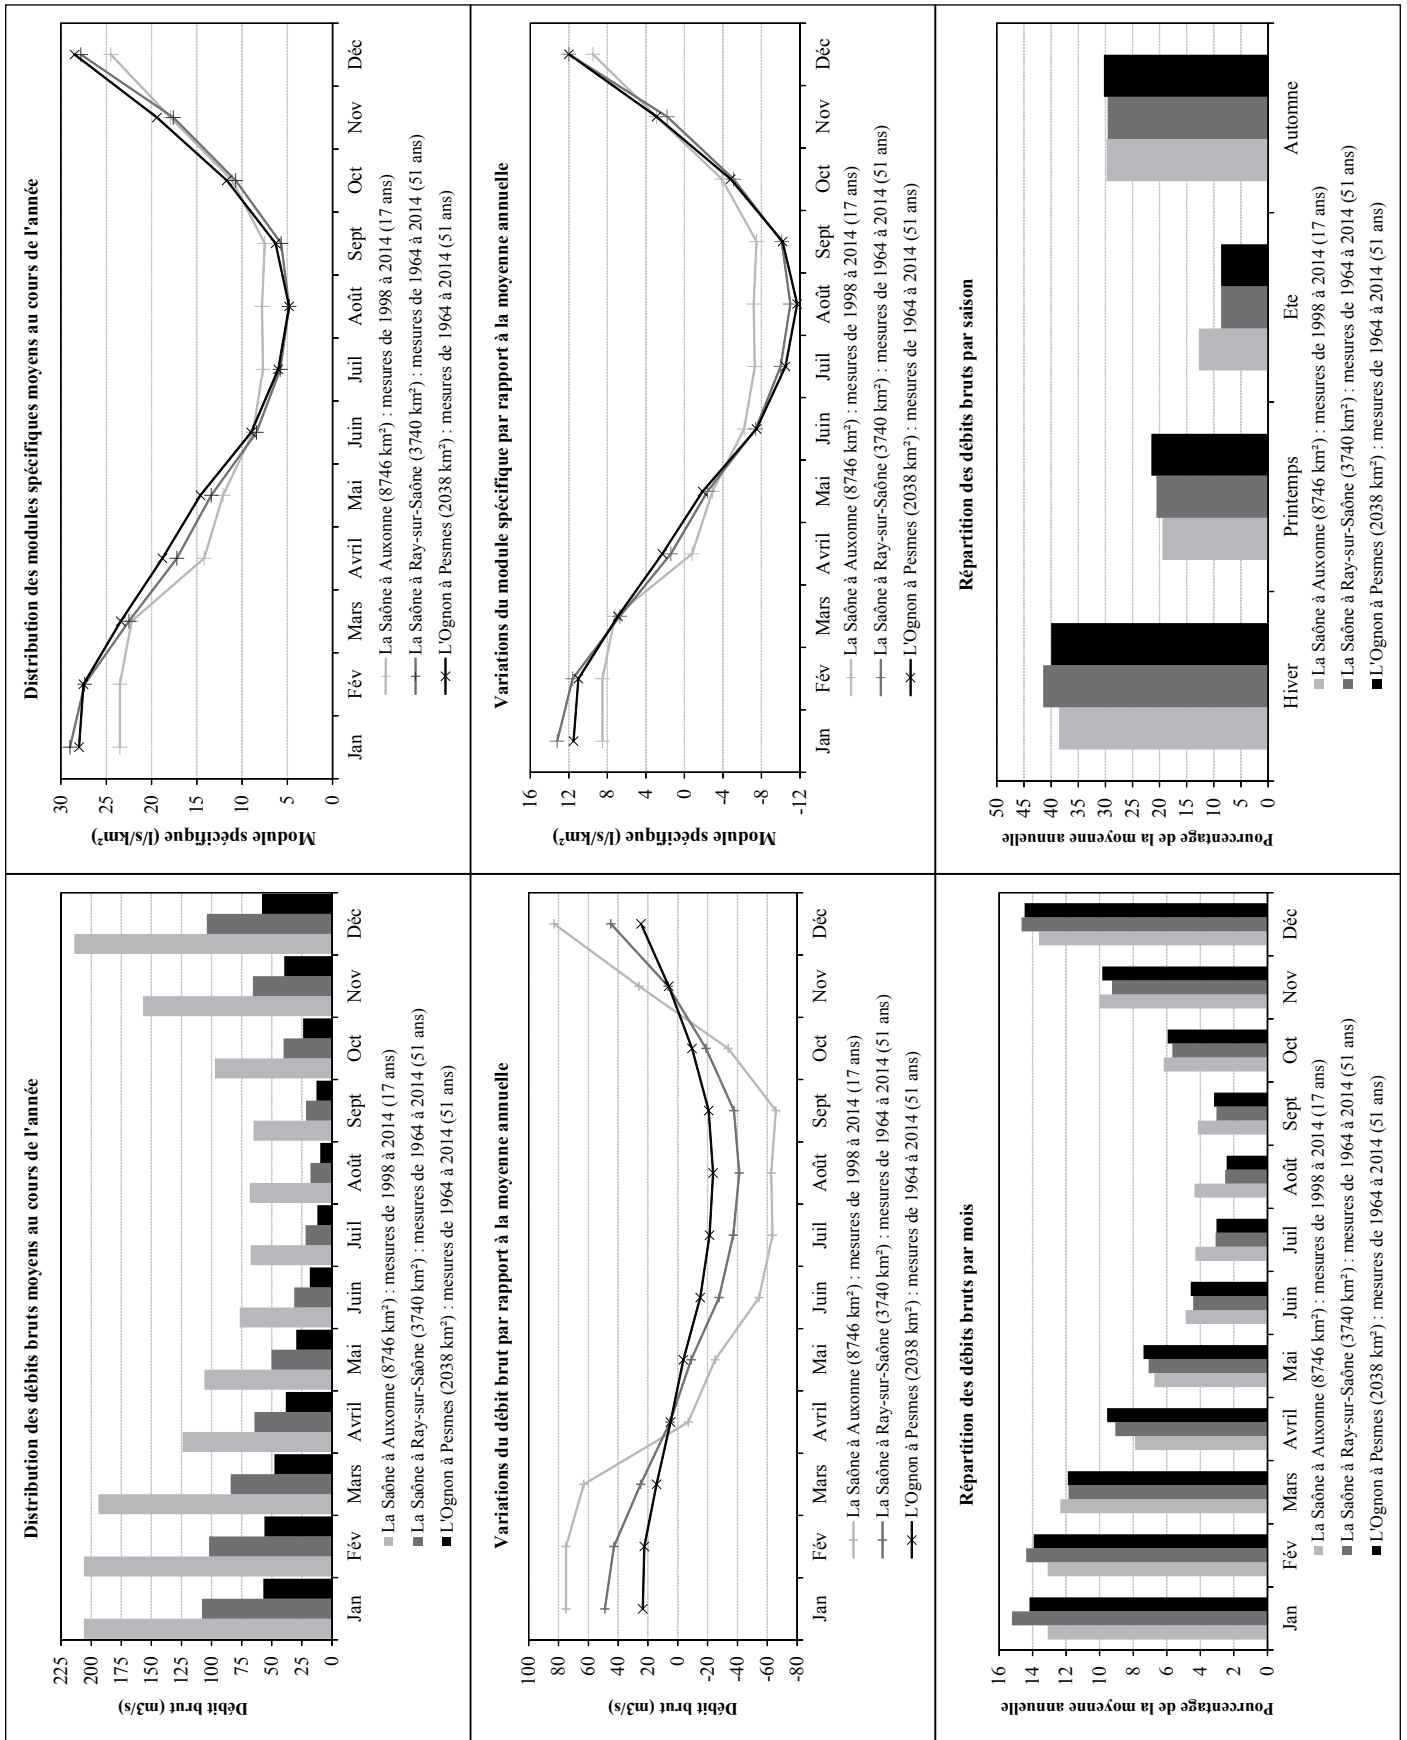 Distribution des débits bruts moyens au cours de l'année
Débit brut (m3/s)
225
200
175
150
125
100
75
50
25
0
Jan Fév Mars Avril Mai Juin Juil Août Sept Oct Nov Déc
La Saône à Auxonne (8746 km²) : mesures de 1998 à 2014 (17 ans)
La Saône à Ray-sur-Saône (3740 km²) : mesures de 1964 à 2014 (51 ans)
L'Ognon à Pesmes (2038 km²) : mesures de 1964 à 2014 (51 ans)
Distribution des modules spécifiques moyens au cours de l'année
Module spécifique (l/s/km²)
30
25
20
15
10
5
0
Jan Fév Mars Avril Mai Juin Juil Août Sept Oct Nov Déc
La Saône à Auxonne (8746 km²) : mesures de 1998 à 2014 (17 ans)
La Saône à Ray-sur-Saône (3740 km²) : mesures de 1964 à 2014 (51 ans)
L'Ognon à Pesmes (2038 km²) : mesures de 1964 à 2014 (51 ans)
Variations du débit brut par rapport à la moyenne annuelle
Débit brut (m3/s)
100
80
60
40
20
0
-20
-40
-60
-80
Jan Fév Mars Avril Mai Juin Juil Août Sept Oct Nov Déc
La Saône à Auxonne (8746 km²) : mesures de 1998 à 2014 (17 ans)
La Saône à Ray-sur-Saône (3740 km²) : mesures de 1964 à 2014 (51 ans)
L'Ognon à Pesmes (2038 km²) : mesures de 1964 à 2014 (51 ans)
Variations du module spécifique par rapport à la moyenne annuelle
Module spécifique (l/s/km²)
16
12
8
4
0
-4
-8
-12
Jan Fév Mars Avril Mai Juin Juil Août Sept Oct Nov Déc
La Saône à Auxonne (8746 km²) : mesures de 1998 à 2014 (17 ans)
La Saône à Ray-sur-Saône (3740 km²) : mesures de 1964 à 2014 (51 ans)
L'Ognon à Pesmes (2038 km²) : mesures de 1964 à 2014 (51 ans)
Répartition des débits bruts par mois
Pourcentage de la moyenne annuelle
16
14
12
10
8
6
4
2
0
Jan Fév Mars Avril Mai Juin Juil Août Sept Oct Nov Déc
La Saône à Auxonne (8746 km²) : mesures de 1998 à 2014 (17 ans)
La Saône à Ray-sur-Saône (3740 km²) : mesures de 1964 à 2014 (51 ans)
L'Ognon à Pesmes (2038 km²) : mesures de 1964 à 2014 (51 ans)
Répartition des débits bruts par saison
Pourcentage de la moyenne annuelle
50
45
40
35
30
25
20
15
10
5
0
Hiver Printemps Ete Automne
La Saône à Auxonne (8746 km²) : mesures de 1998 à 2014 (17 ans)
La Saône à Ray-sur-Saône (3740 km²) : mesures de 1964 à 2014 (51 ans)
L'Ognon à Pesmes (2038 km²) : mesures de 1964 à 2014 (51 ans)